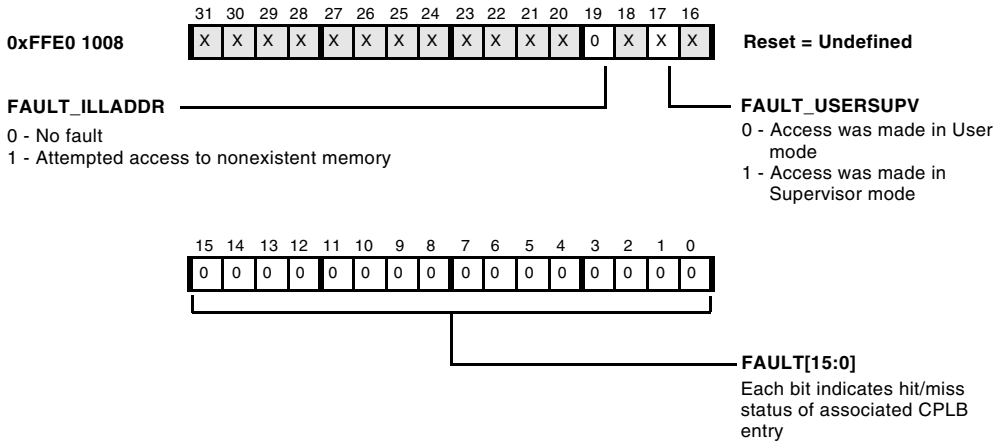 31 30 29 28 27 26 25 24 23 22 21 20 19 18 17 16
0xFFE0 1008 X X X X X X X X X X X X 0 X X X Reset = Undefined
FAULT_ILLADDR
0 - No fault
1 - Attempted access to nonexistent memory
FAULT_USERSUPV
0 - Access was made in User
mode
1 - Access was made in
Supervisor mode
15 14 13 12 11 10 9 8 7 6 5 4 3 2 1 0
0 0 0 0 0 0 0 0 0 0 0 0 0 0 0 0
FAULT[15:0]
Each bit indicates hit/miss
status of associated CPLB
entry